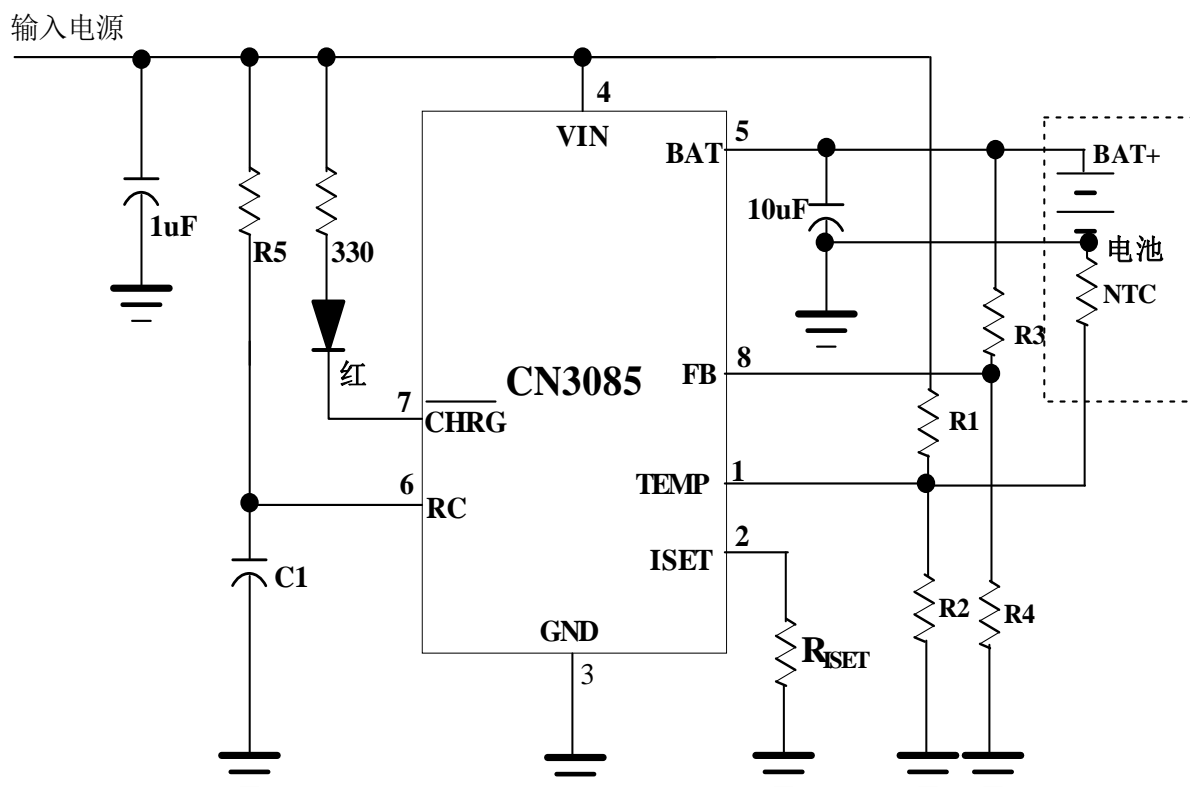 输入电源
4
VIN
5
BAT
BAT+
1uF
R5
330
10uF
电池
NTC
R3
红
CN3085
8
FB
7
CHRG
R1
6
RC
1
TEMP
2
ISET
C1
R2
R4
GND
3
RISET